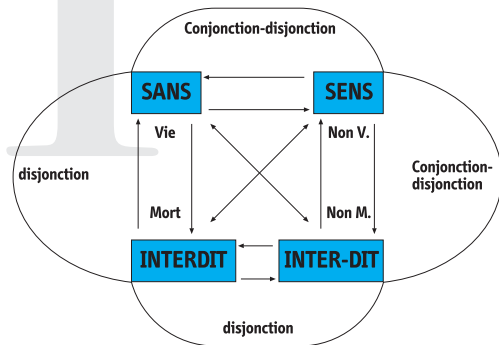 Conjonction-disjonction
SANS
SENS
Vie
Non V.
disjonction
Conjonction-
disjonction
Mort
Non M.
INTERDIT
INTER-DIT
disjonction